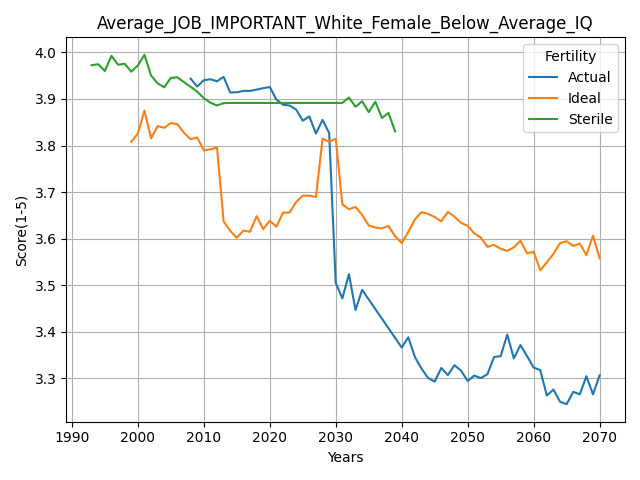 Average_JOB_IMPORTANT_White_Female_Below_Average_IQ
Fertility
Actual
Ideal
Sterile
Score(1-5)
4.0
3.9
3.8
3.7
3.6
3.5
3.4
3.3
1990 2000 2010 2020 2030 2040 2050 2060 2070
Years